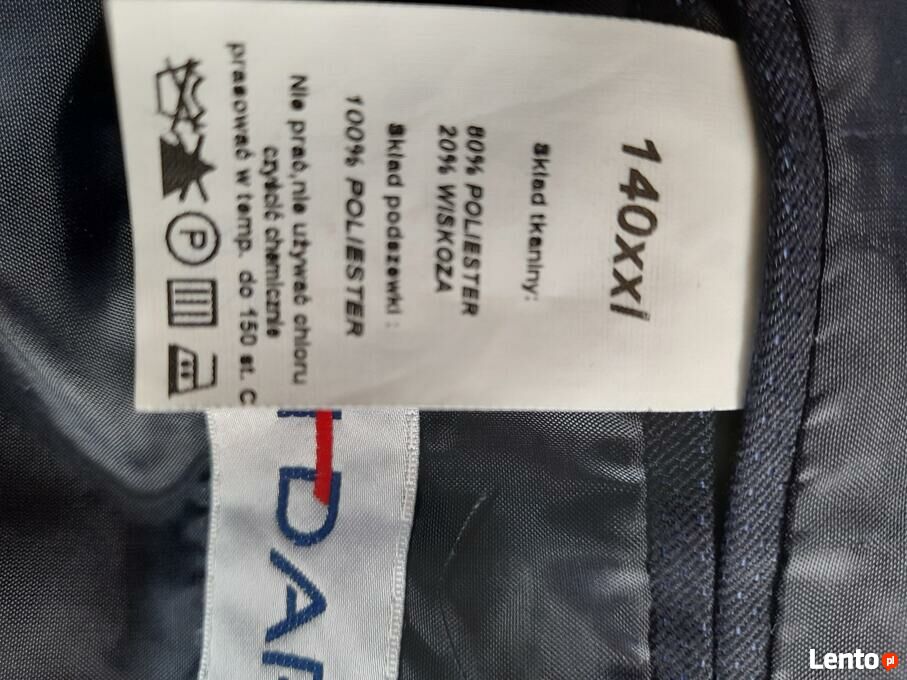 140xxl
Skład tkaniny:
80% POLIESTER
20% WISKOZA
Skład podszewki :
100% POLIESTER
Nie prać,nie używać chloru
czyścić chemicznie
prasować w temp. do 150 st. C
P
DAR
Lento.pl